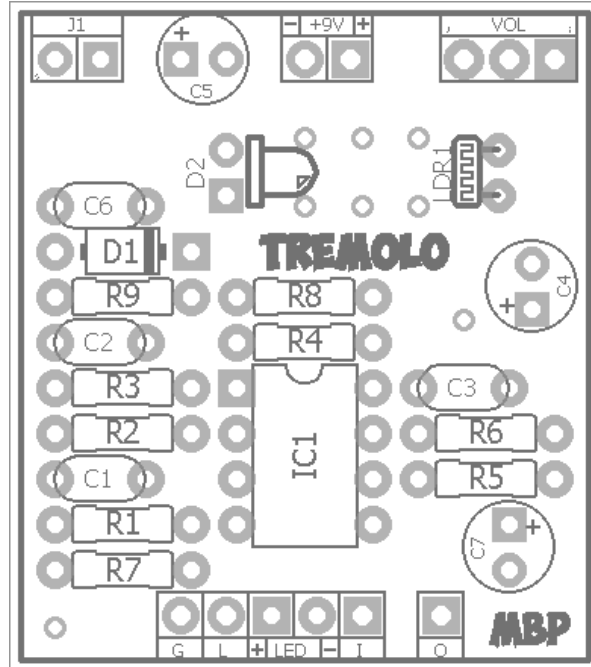 J1
- +9V +
VOL
+
C5
D2
LDR1
C6
D1
TREMOLO
C4
+
R9
R8
C2
R4
R3
C3
R2
IC1
R6
C1
R5
R1
+
C7
R7
MBP
G L + LED - I O